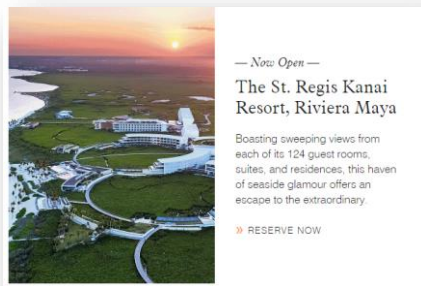 — Now Open —
The St. Regis Kanai
Resort, Riviera Maya
Boasting sweeping views from
each of its 124 guest rooms,
suites, and residences, this haven
of seaside glamour offers an
escape to the extraordinary.
» RESERVE NOW